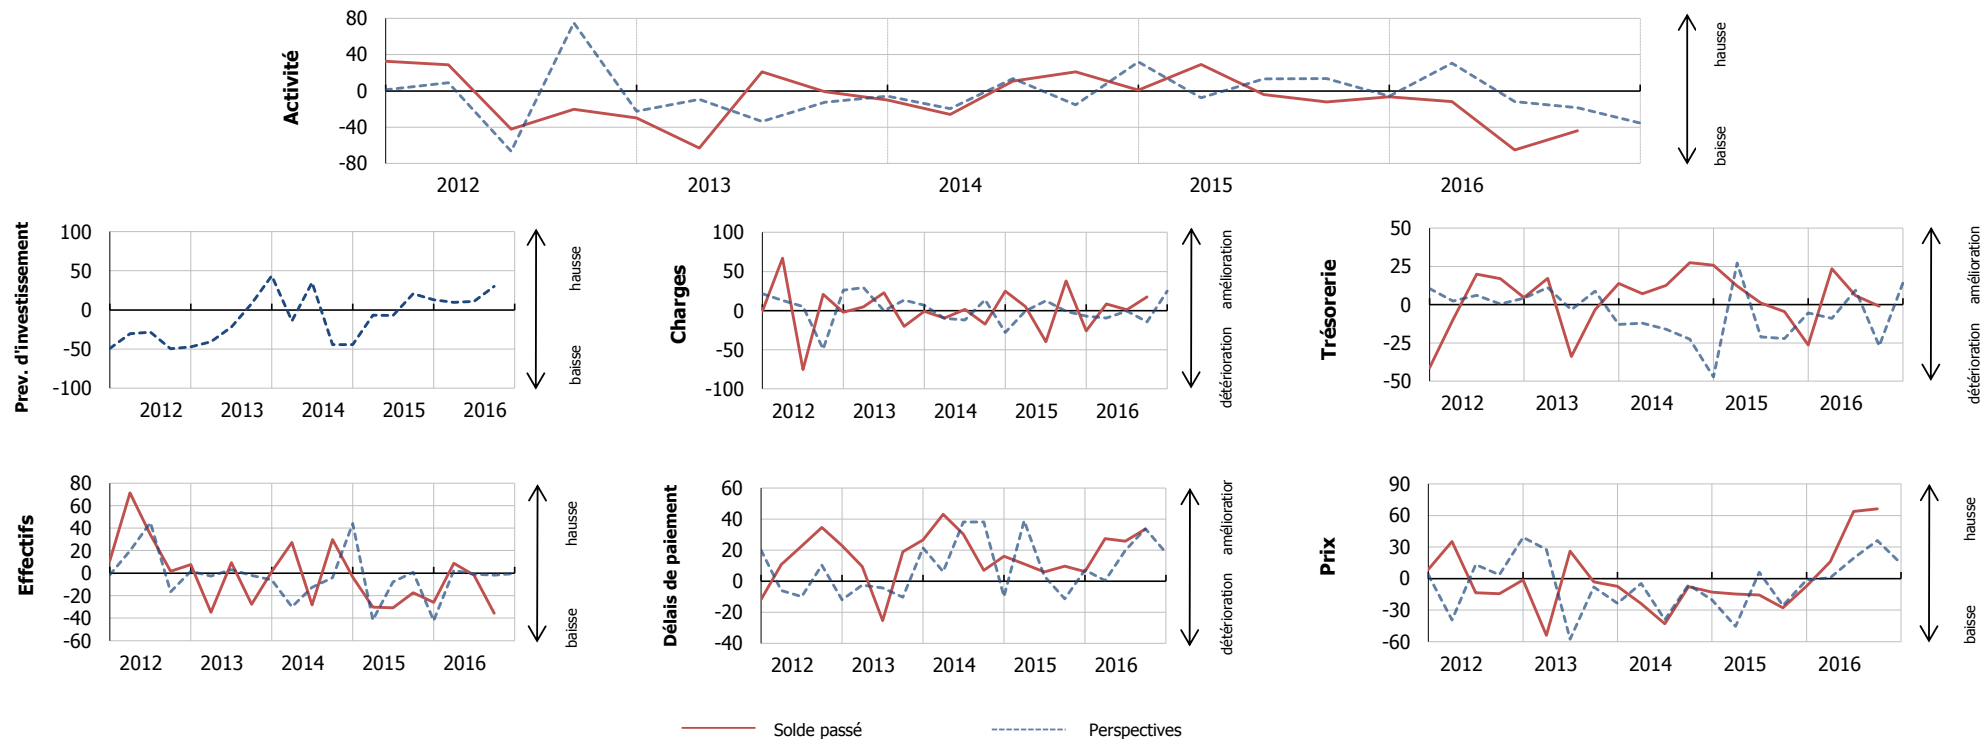 Activité
80
40
0
-40
-80
2012 2013 2014 2015 2016
hausse
baisse
Prev. d'investissement
100
50
0
-50
-100
2012 2013 2014 2015 2016
hausse
baisse
Charges
100
50
0
-50
-100
2012 2013 2014 2015 2016
amélioration
détérioration
Trésorerie
50
25
0
-25
-50
2012 2013 2014 2015 2016
amélioration
détérioration
Effectifs
80
60
40
20
0
-20
-40
-60
2012 2013 2014 2015 2016
hausse
baisse
Délais de paiement
60
40
20
0
-20
-40
2012 2013 2014 2015 2016
amélioratior
détérioration
Prix
90
60
30
0
-30
-60
2012 2013 2014 2015 2016
hausse
baisse
Solde passé Perspectives